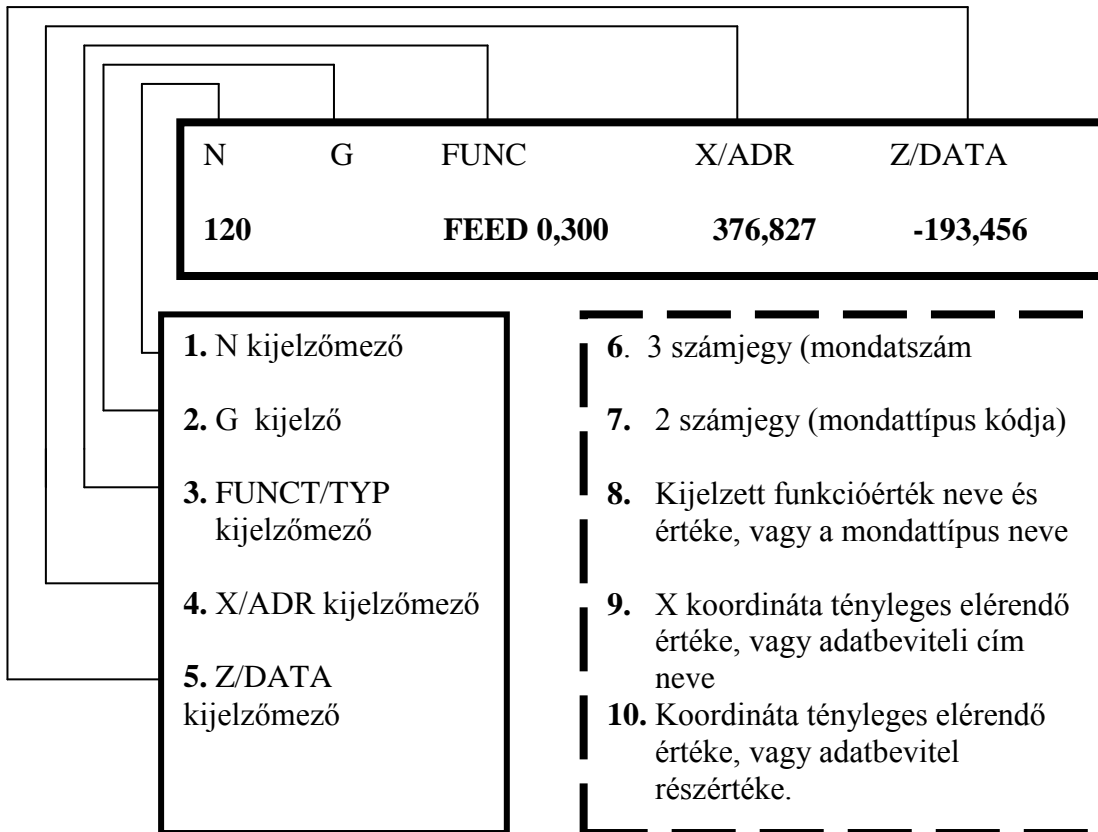 N G FUNC X/ADR Z/DATA
120 FEED 0,300 376,827 -193,456
1. N kijelzőmező
2. G kijelző
3. FUNCT/TYP
kijelzőmező
4. X/ADR kijelzőmező
5. Z/DATA
kijelzőmező
6. 3 számjegy (mondatszám
7. 2 számjegy (mondattípus kódja)
8. Kijelzett funkcióérték neve és
értéke, vagy a mondattípus neve
9. X koordináta tényleges elérendő
értéke, vagy adatbeviteli cím
neve
10. Koordináta tényleges elérendő
értéke, vagy adatbevitel
részértéke.